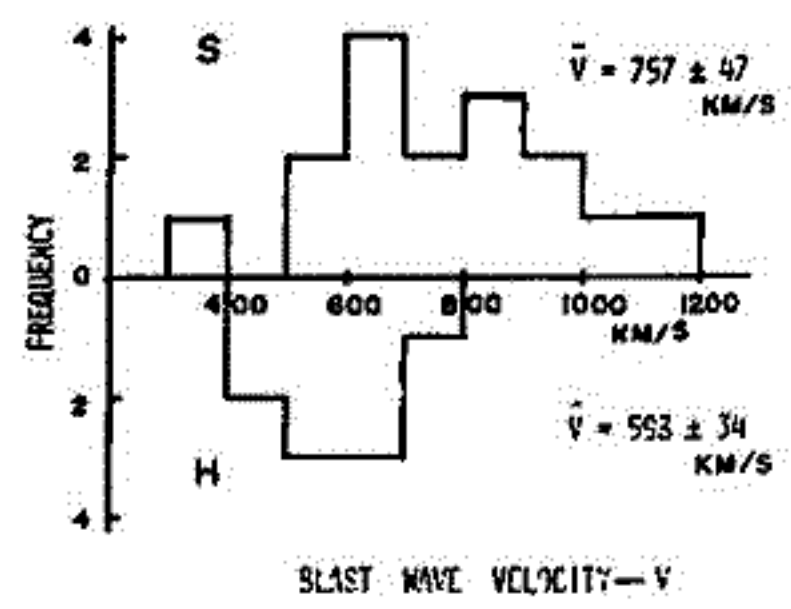 4
S
V̄ = 757 ± 47
KM/S
2
FREQUENCY
0
400 600 800 1000 1200
KM/S
2
V̄ = 593 ± 34
KM/S
H
4
BLAST WAVE VELOCITY— V